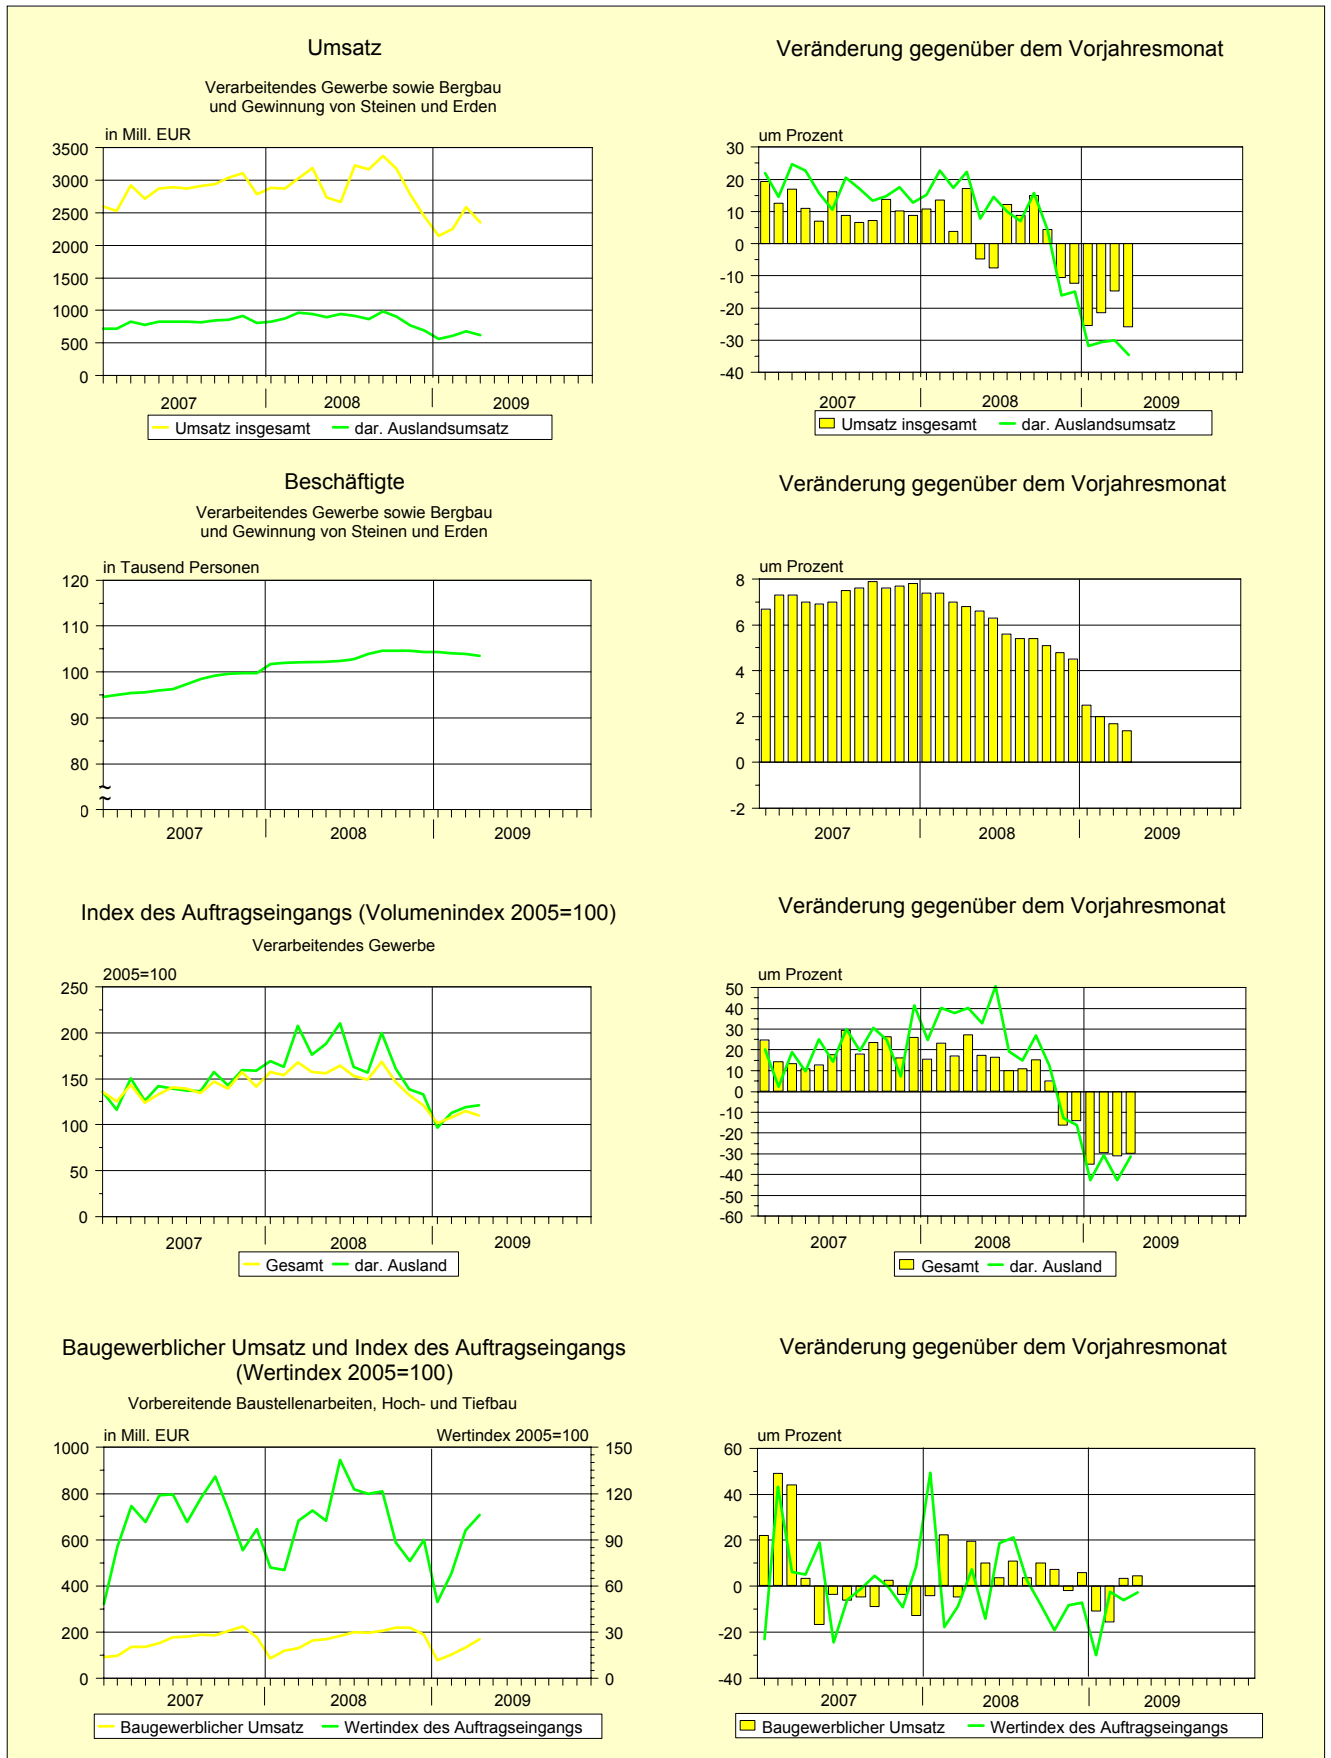 Umsatz
Verarbeitendes Gewerbe sowie Bergbau
und Gewinnung von Steinen und Erden
in Mill. EUR
3500
3000
2500
2000
1500
1000
500
0
2007 2008 2009
Umsatz insgesamt dar. Auslandsumsatz
Veränderung gegenüber dem Vorjahresmonat
um Prozent
30
20
10
0
-10
-20
-30
-40
2007 2008 2009
Umsatz insgesamt dar. Auslandsumsatz
Beschäftigte
Verarbeitendes Gewerbe sowie Bergbau
und Gewinnung von Steinen und Erden
in Tausend Personen
120
110
100
90
80
0
2007 2008 2009
Veränderung gegenüber dem Vorjahresmonat
um Prozent
8
6
4
2
0
-2
2007 2008 2009
Index des Auftragseingangs (Volumenindex 2005=100)
Verarbeitendes Gewerbe
2005=100
250
200
150
100
50
0
2007 2008 2009
Gesamt dar. Ausland
Veränderung gegenüber dem Vorjahresmonat
um Prozent
50
40
30
20
10
0
-10
-20
-30
-40
-50
-60
2007 2008 2009
Gesamt dar. Ausland
Baugewerblicher Umsatz und Index des Auftragseingangs
(Wertindex 2005=100)
Vorbereitende Baustellenarbeiten, Hoch- und Tiefbau
in Mill. EUR Wertindex 2005=100
1000 150
800 120
600 90
400 60
200 30
0 0
2007 2008 2009
Baugewerblicher Umsatz Wertindex des Auftragseingangs
Veränderung gegenüber dem Vorjahresmonat
um Prozent
60
40
20
0
-20
-40
2007 2008 2009
Baugewerblicher Umsatz Wertindex des Auftragseingangs